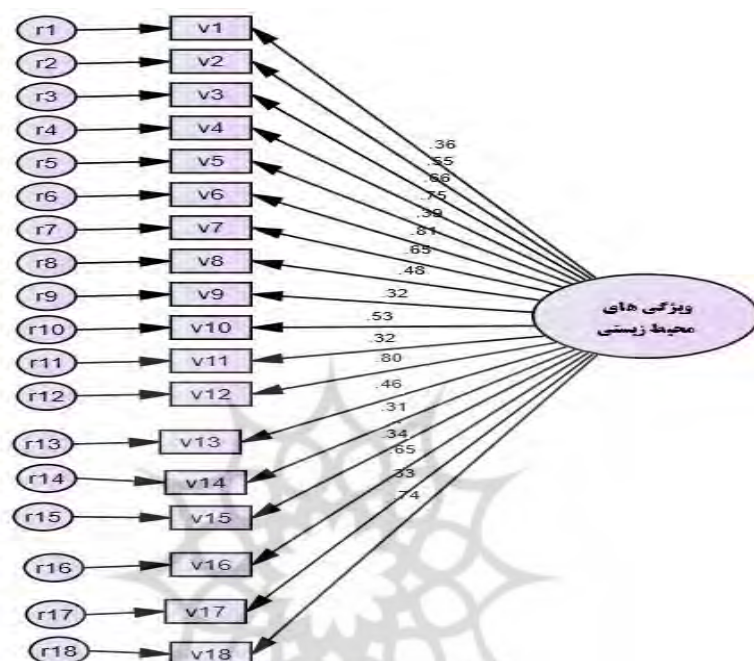 r1 v1
r2 v2
r3 v3
r4 v4
r5 v5
r6 v6
r7 v7
r8 v8
r9 v9
r10 v10
r11 v11
r12 v12
r13 v13
r14 v14
r15 v15
r16 v16
r17 v17
r18 v18
.36
.55
.66
.75
.39
.81
.65
.48
.32
.53
.32
.80
.46
.31
.34
.65
.33
.74
ویژگی های
محیط زیستی